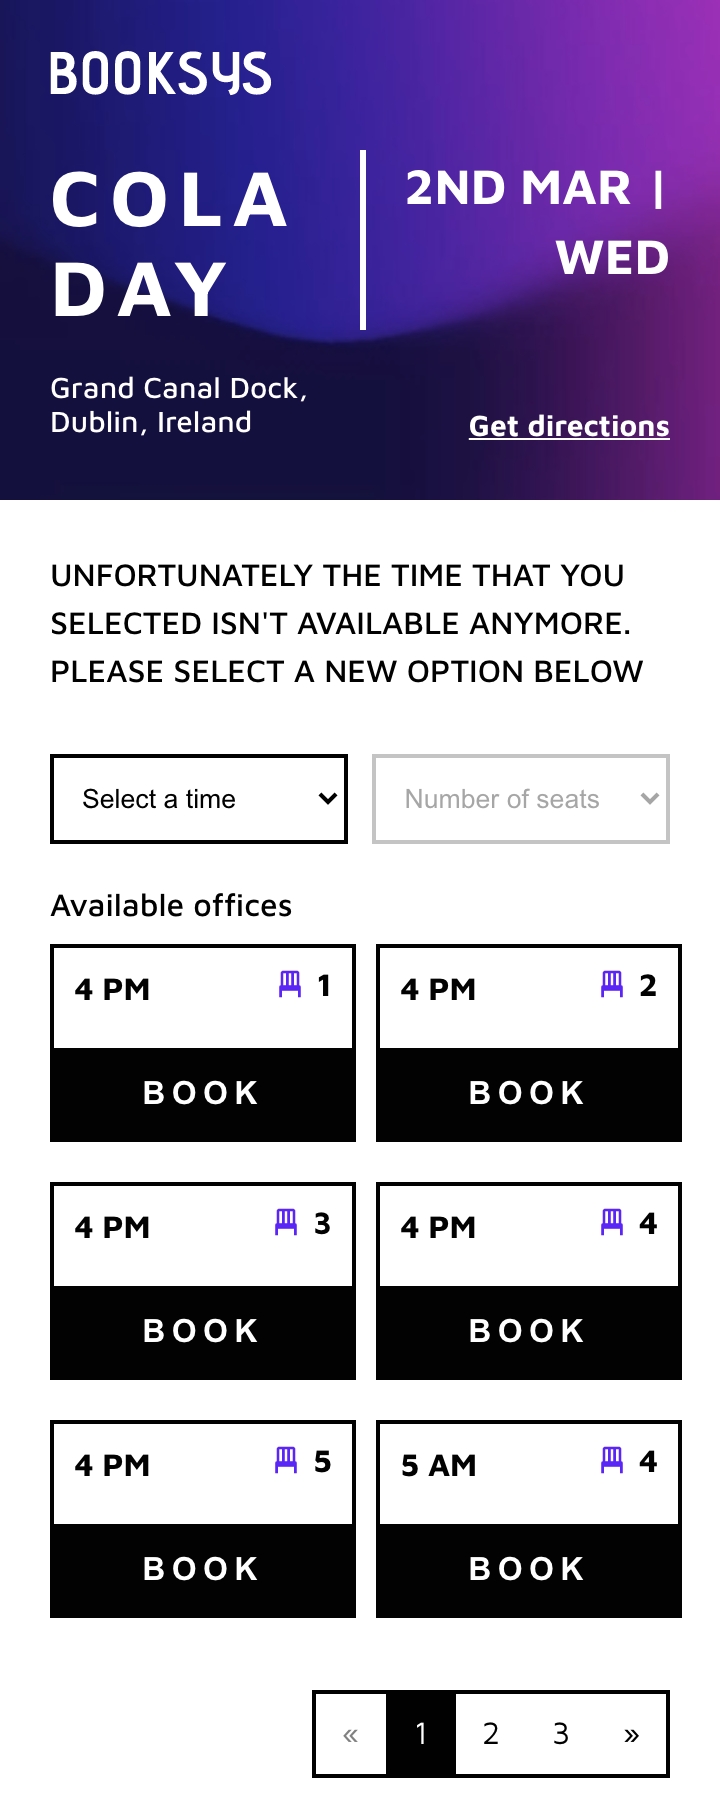 BOOKSYS
COLA
DAY
2ND MAR |
WED
Grand Canal Dock,
Dublin, Ireland
Get directions
UNFORTUNATELY THE TIME THAT YOU
SELECTED ISN'T AVAILABLE ANYMORE.
PLEASE SELECT A NEW OPTION BELOW
Select a time
Number of seats
Available offices
4 PM 1
BOOK
4 PM 2
BOOK
4 PM 3
BOOK
4 PM 4
BOOK
4 PM 5
BOOK
5 AM 4
BOOK
« 1 2 3 »